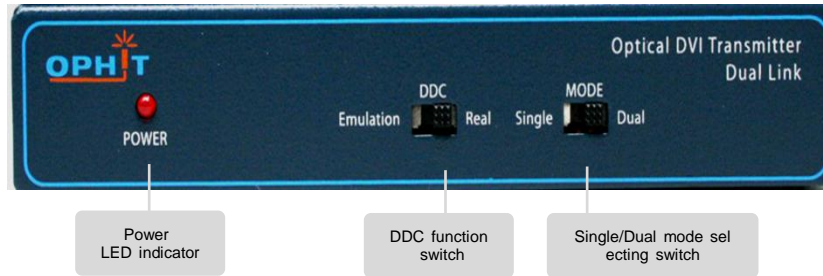 OPHIT
Optical DVI Transmitter
Dual Link
DDC
MODE
Emulation
Real
Single
Dual
POWER
Power
LED indicator
DDC function
switch
Single/Dual mode sel
ecting switch